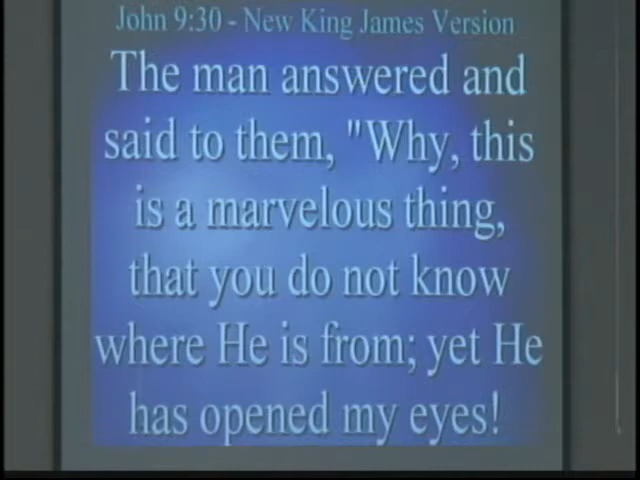 John 9:30 - New King James Version
The man answered and
said to them, "Why, this
is a marvelous thing,
that you do not know
where He is from; yet He
has opened my eyes!